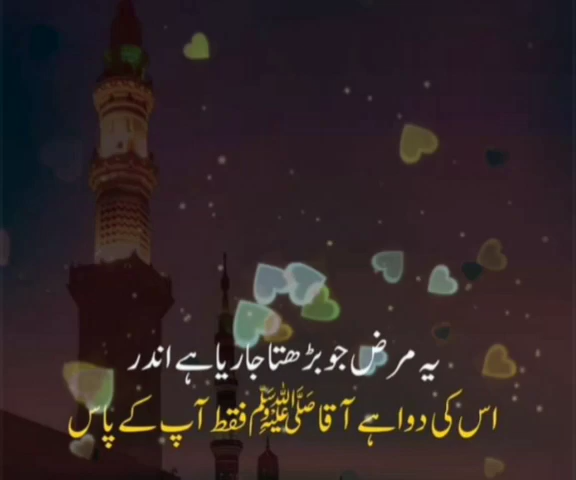 یہ مرض جو بڑھتا جا ریا ہے اندر
اس کی دوا ہے آقا ﷺ فقط آپ کے پاس